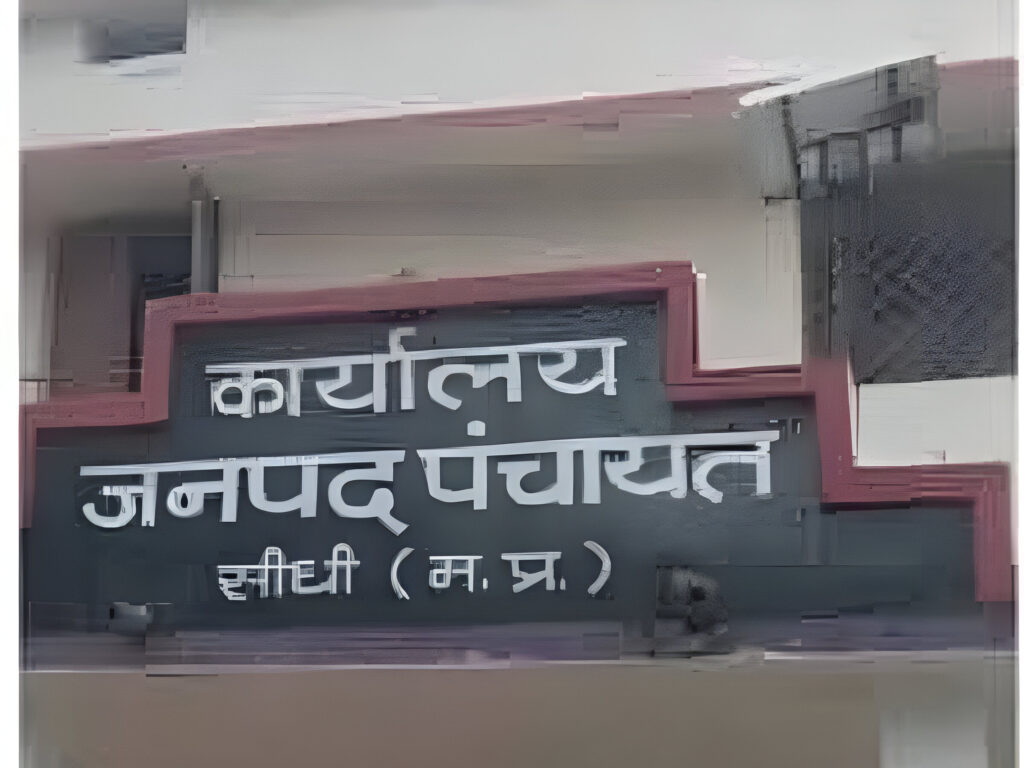 कार्यालय
जनपद पंचायत
सीधी ( म. प्र. )